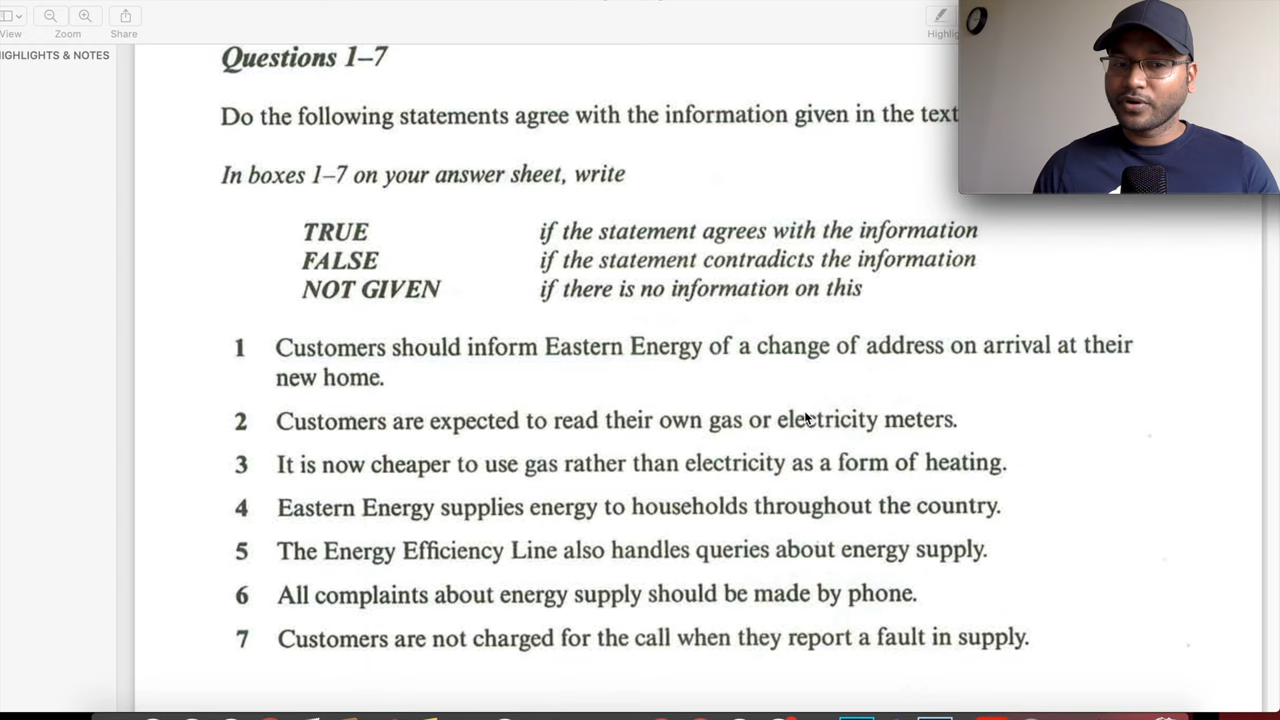 View
Zoom
Share
HIGHLIGHTS & NOTES
Questions 1–7
Do the following statements agree with the information given in the text
In boxes 1–7 on your answer sheet, write
TRUE if the statement agrees with the information
FALSE if the statement contradicts the information
NOT GIVEN if there is no information on this
1 Customers should inform Eastern Energy of a change of address on arrival at their
new home.
2 Customers are expected to read their own gas or electricity meters.
3 It is now cheaper to use gas rather than electricity as a form of heating.
4 Eastern Energy supplies energy to households throughout the country.
5 The Energy Efficiency Line also handles queries about energy supply.
6 All complaints about energy supply should be made by phone.
7 Customers are not charged for the call when they report a fault in supply.